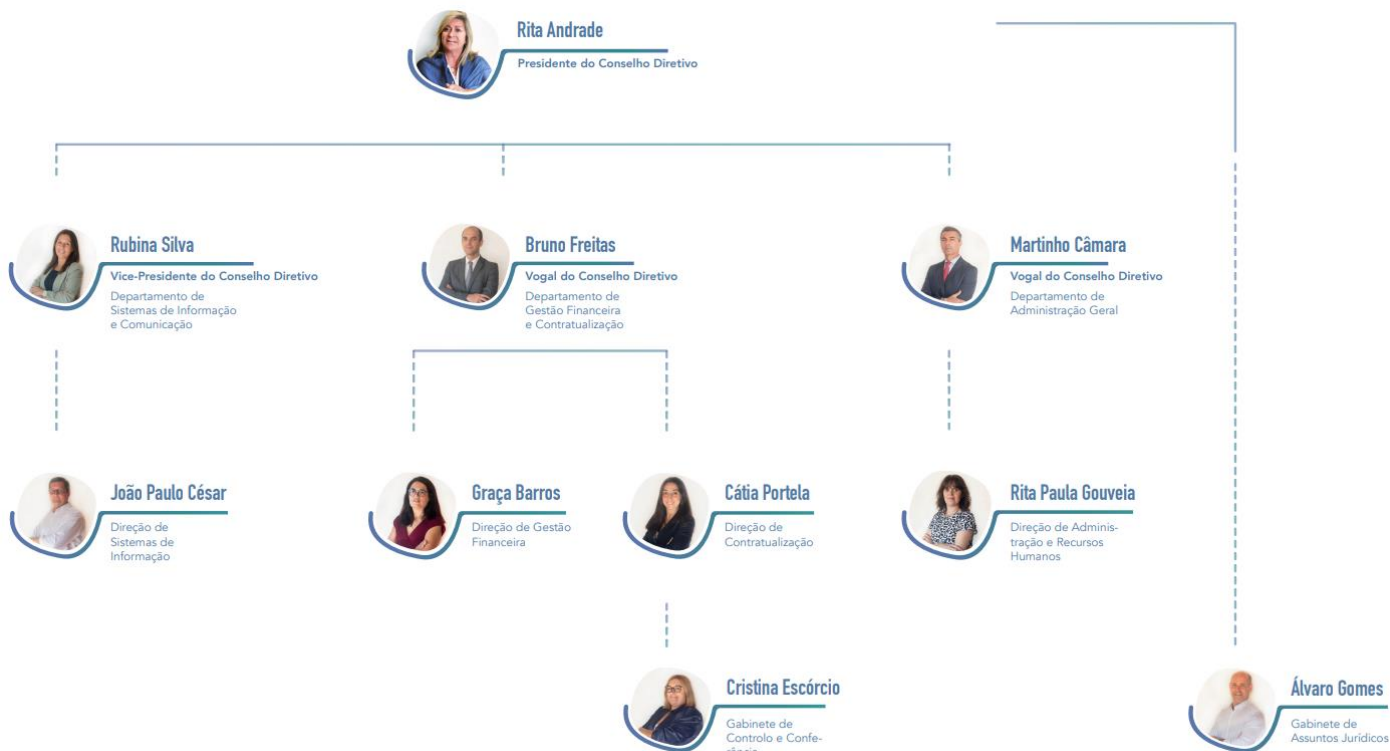 Rita Andrade
Presidente do Conselho Diretivo
Rubina Silva
Vice-Presidente do Conselho Diretivo
Departamento de
Sistemas de Informação
e Comunicação
Bruno Freitas
Vogal do Conselho Diretivo
Departamento de
Gestão Financeira
e Contratualização
Martinho Câmara
Vogal do Conselho Diretivo
Departamento de
Administração Geral
João Paulo César
Direção de
Sistemas de
Informação
Graça Barros
Direção de Gestão
Financeira
Cátia Portela
Direção de
Contratualização
Rita Paula Gouveia
Direção de Adminis-
tração e Recursos
Humanos
Cristina Escórcio
Gabinete de
Controlo e Confe-
rência
Álvaro Gomes
Gabinete de
Assuntos Jurídicos